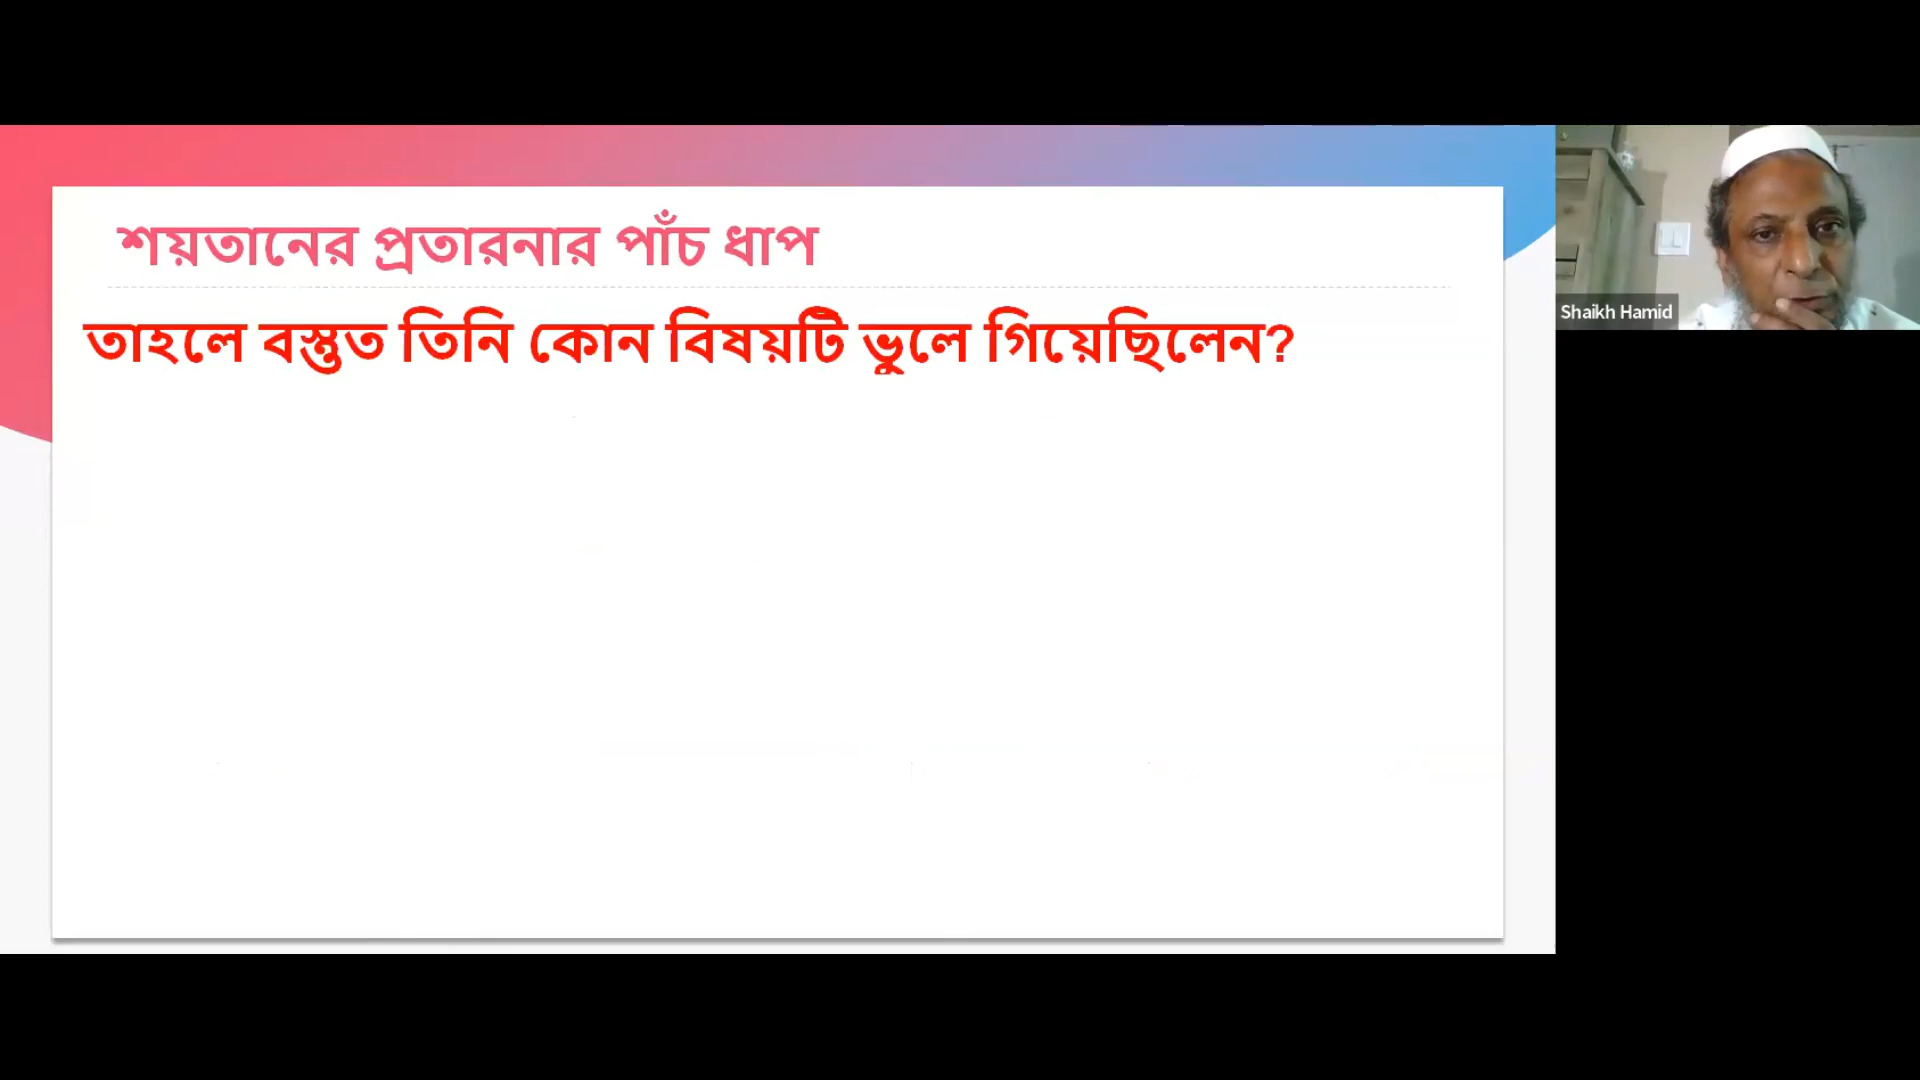 শয়তানের প্রতারনার পাঁচ ধাপ
তাহলে বস্তুত তিনি কোন বিষয়টি ভুলে গিয়েছিলেন?
Shaikh Hamid